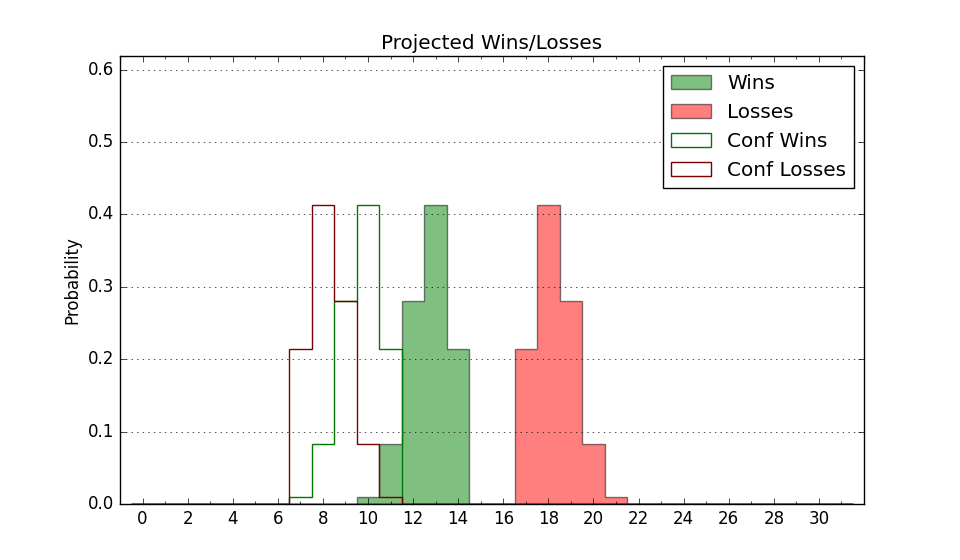 Projected Wins/Losses
0.6
0.5
0.4
0.3
0.2
0.1
0.0
Probability
Wins
Losses
Conf Wins
Conf Losses
0 2 4 6 8 10 12 14 16 18 20 22 24 26 28 30